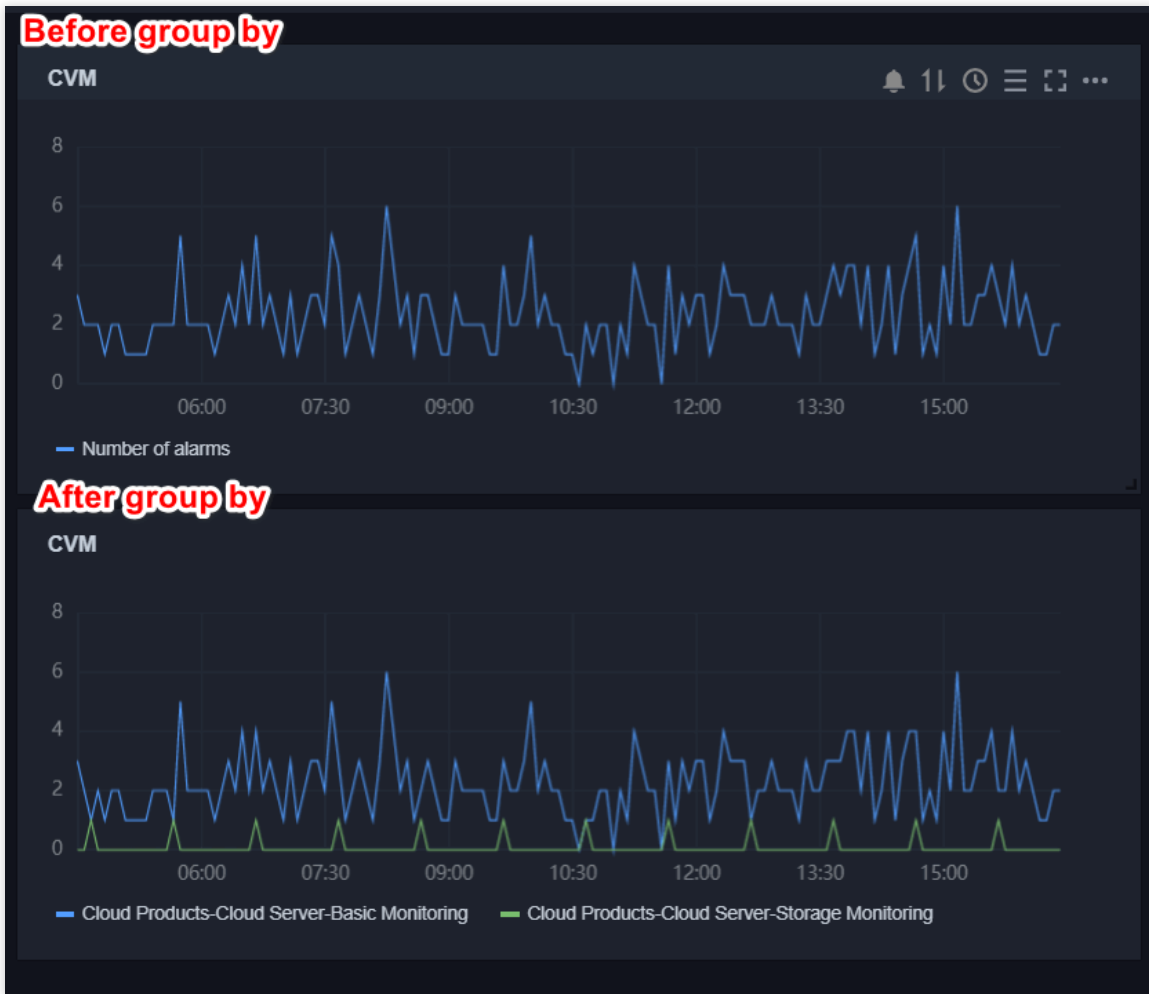 Before group by
CVM
8
6
4
2
0
06:00 07:30 09:00 10:30 12:00 13:30 15:00
Number of alarms
After group by
CVM
8
6
4
2
0
06:00 07:30 09:00 10:30 12:00 13:30 15:00
Cloud Products-Cloud Server-Basic Monitoring Cloud Products-Cloud Server-Storage Monitoring